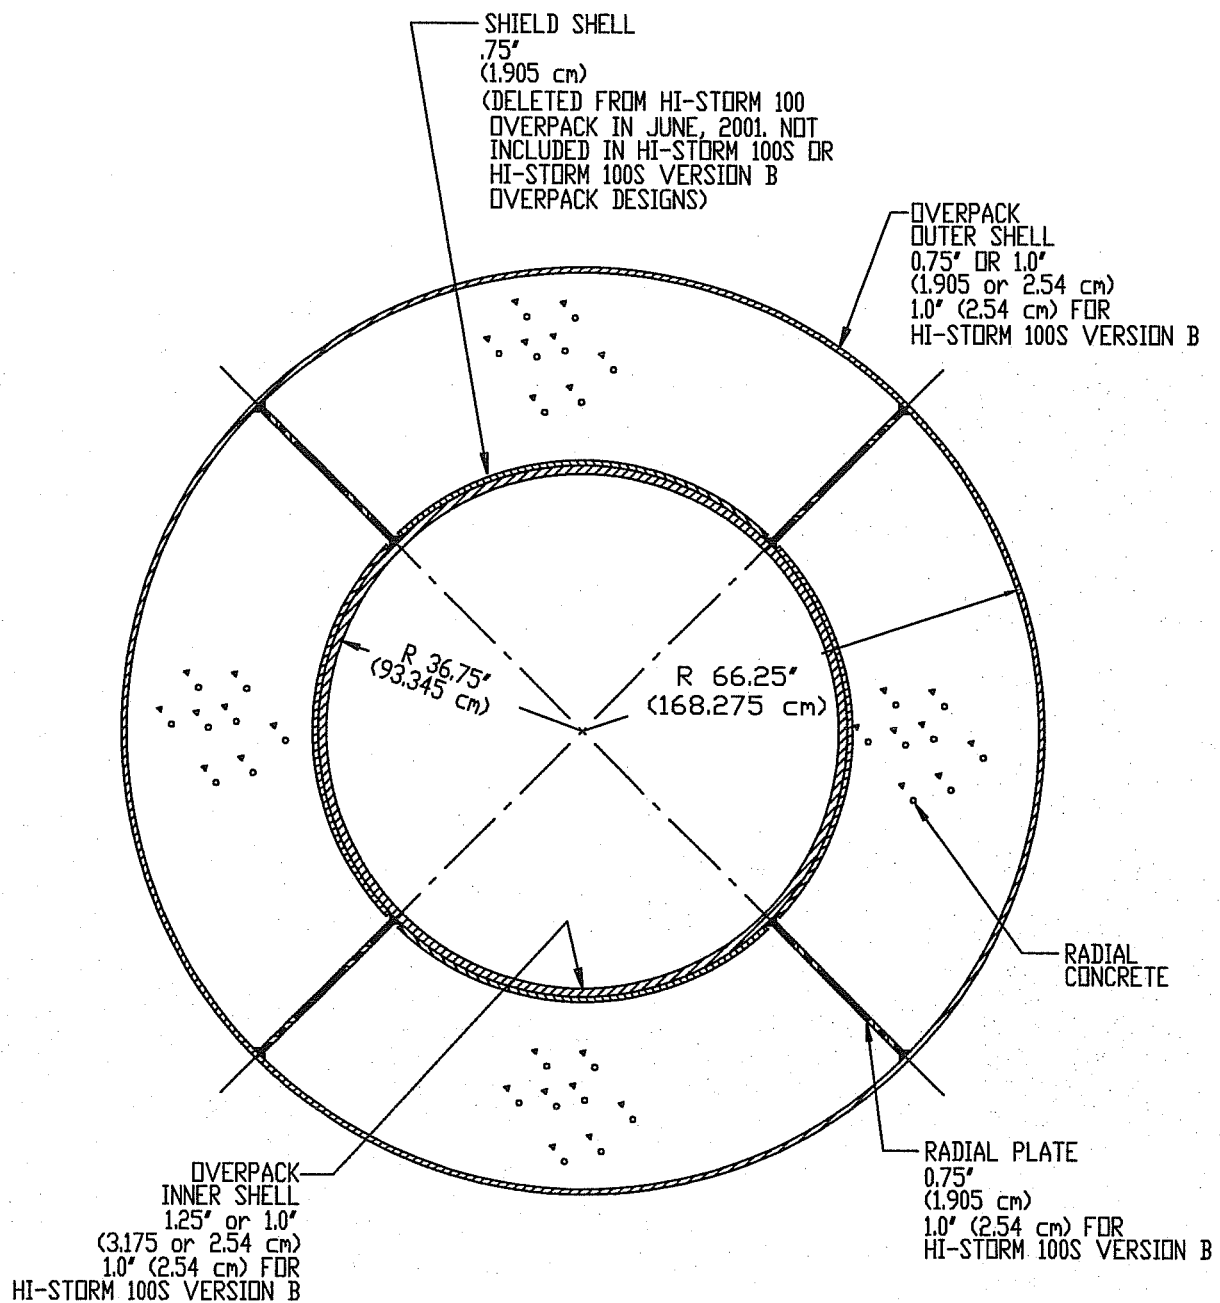 SHIELD SHELL
.75"
(1.905 cm)
(DELETED FROM HI-STORM 100
OVERPACK IN JUNE, 2001. NOT
INCLUDED IN HI-STORM 100S OR
HI-STORM 100S VERSION B
OVERPACK DESIGNS)
OVERPACK
OUTER SHELL
0.75" OR 1.0"
(1.905 or 2.54 cm)
1.0" (2.54 cm) FOR
HI-STORM 100S VERSION B
R 36.75"
(93.345 cm)
R 66.25"
(168.275 cm)
RADIAL
CONCRETE
RADIAL PLATE
0.75"
(1.905 cm)
1.0" (2.54 cm) FOR
HI-STORM 100S VERSION B
OVERPACK
INNER SHELL
1.25" or 1.0"
(3.175 or 2.54 cm)
1.0" (2.54 cm) FOR
HI-STORM 100S VERSION B